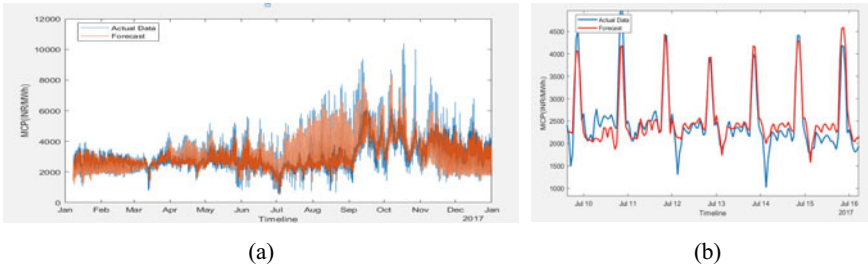 Actual Data
Forecast
12000
10000
8000
6000
4000
2000
0
MCP(INR/MWh)
Jan Feb Mar Apr May Jun Jul Aug Sep Oct Nov Dec Jan
Timeline
2017
(a)
Actual Data
Forecast
4500
4000
3500
3000
2500
2000
1500
1000
MCP(INR/MWh)
Jul 10 Jul 11 Jul 12 Jul 13 Jul 14 Jul 15 Jul 16
Timeline
2017
(b)